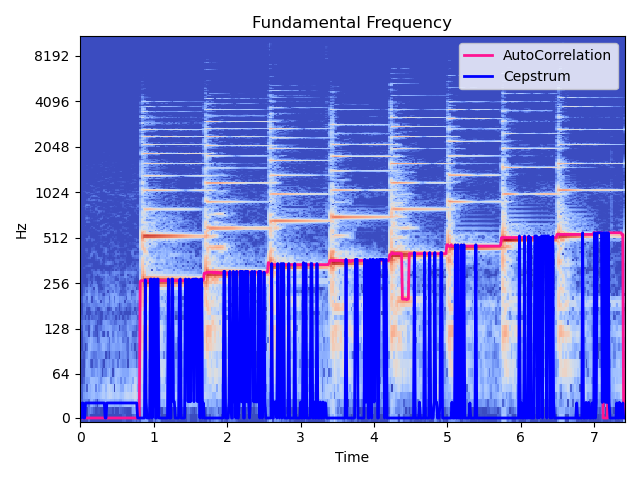 Fundamental Frequency
AutoCorrelation
Cepstrum
8192
4096
2048
1024
512
256
128
64
0
Hz
0 1 2 3 4 5 6 7
Time